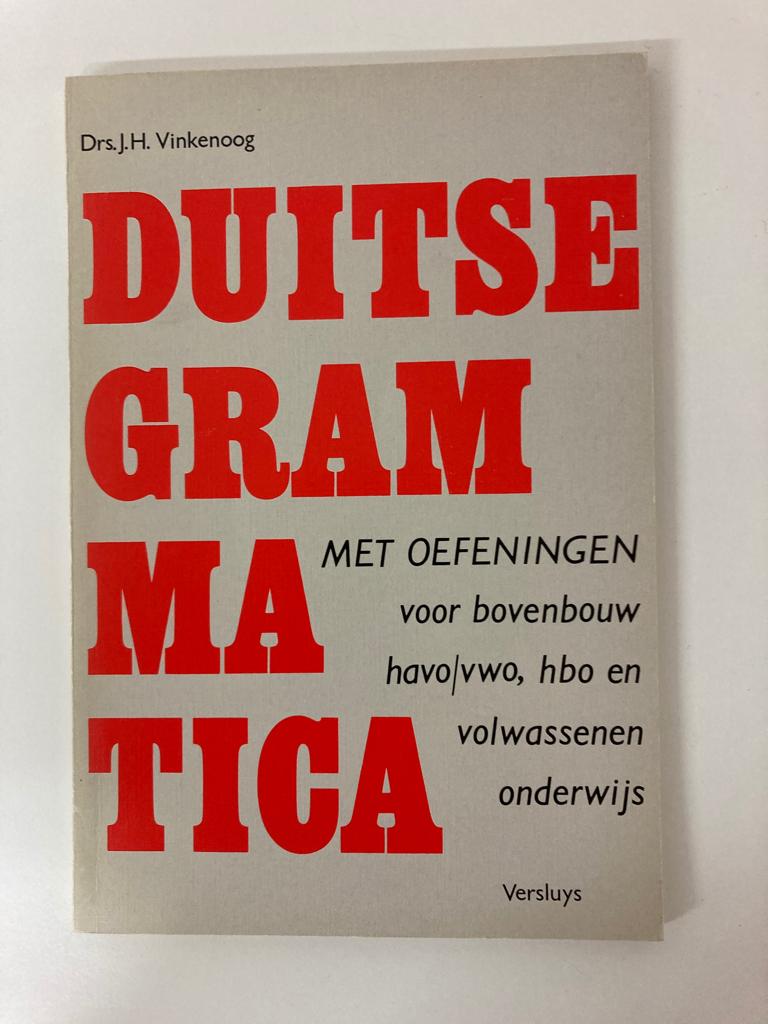 Drs. J.H. Vinkenoog
DUITSE
GRAM
MA
TICA
MET OEFENINGEN
voor bovenbouw
havo/vwo, hbo en
volwassenen
onderwijs
Versluys